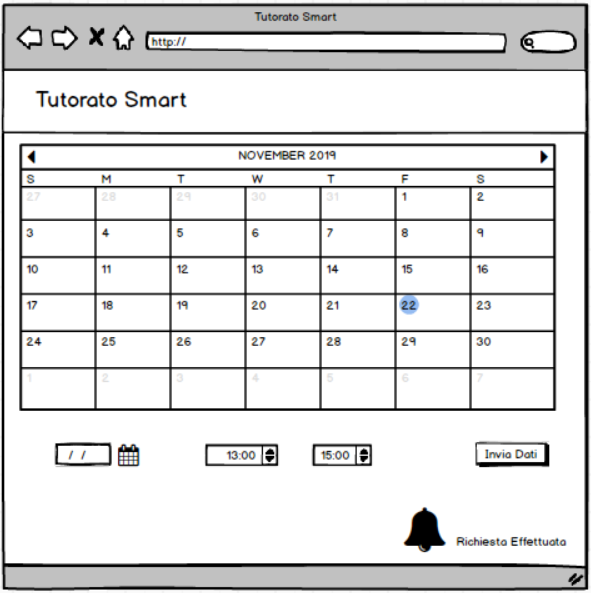 Tutorato Smart
http://
Tutorato Smart
NOVEMBER 2019
S M T W T F S
27 28 29 30 31 1 2
3 4 5 6 7 8 9
10 11 12 13 14 15 16
17 18 19 20 21 22 23
24 25 26 27 28 29 30
1 2 3 4 5 6 7
/ / 13:00 15:00 Invia Dati
Richiesta Effettuata